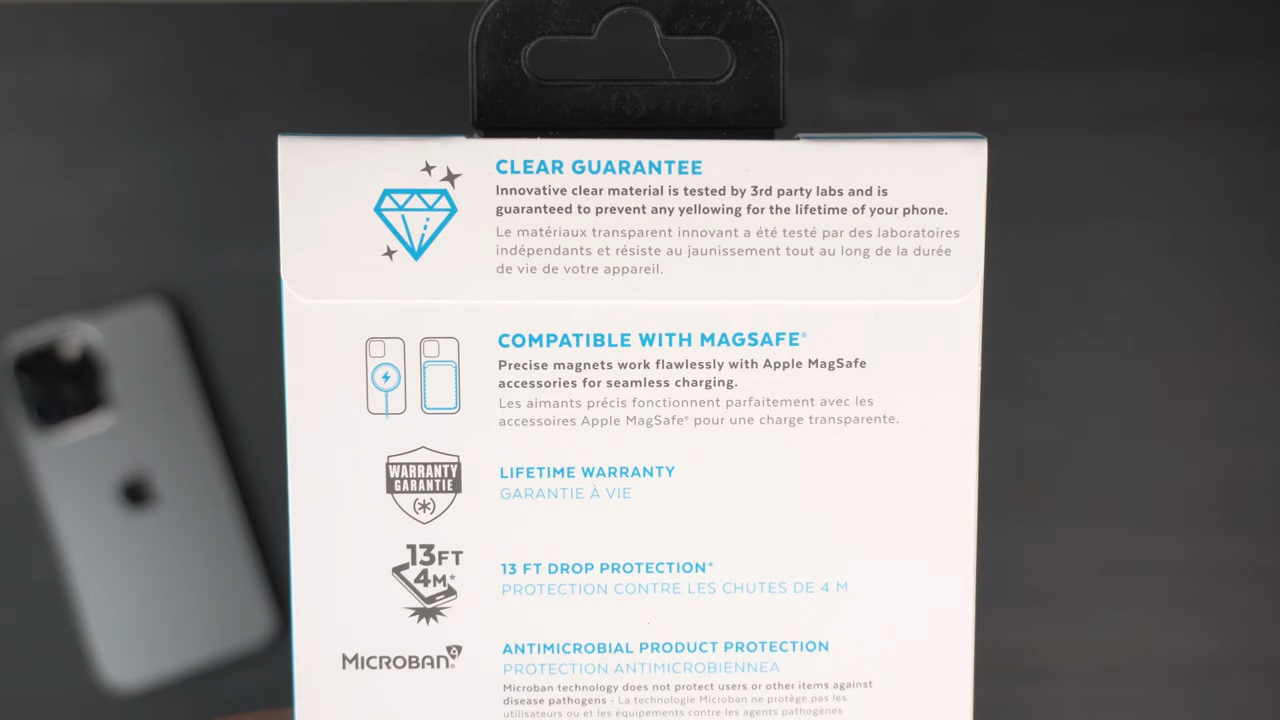 CLEAR GUARANTEE
Innovative clear material is tested by 3rd party labs and is
guaranteed to prevent any yellowing for the lifetime of your phone.
Le matériaux transparent innovant a été testé par des laboratoires
indépendants et résiste au jaunissement tout au long de la durée
de vie de votre appareil.
COMPATIBLE WITH MAGSAFE®
Precise magnets work flawlessly with Apple MagSafe
accessories for seamless charging.
Les aimants précis fonctionnent parfaitement avec les
accessoires Apple MagSafe® pour une charge transparente.
WARRANTY
GARANTIE
(*)
LIFETIME WARRANTY
GARANTIE À VIE
13FT
4M*
13 FT DROP PROTECTION*
PROTECTION CONTRE LES CHUTES DE 4 M
MICROBAN®
ANTIMICROBIAL PRODUCT PROTECTION
PROTECTION ANTIMICROBIENNEA
Microban technology does not protect users or other items against
disease pathogens · La technologie Microban ne protège pas les
utilisateurs ou et les équipements contre les agents pathogènes